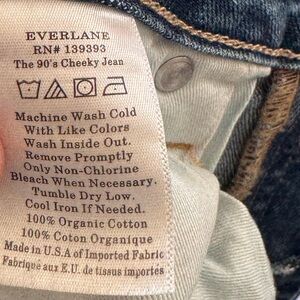 EVERLANE
RN# 139393
The 90's Cheeky Jean
Machine Wash Cold
With Like Colors
Wash Inside Out.
Remove Promptly
Only Non-Chlorine
Bleach When Necessary.
Tumble Dry Low.
Cool Iron If Needed.
100% Organic Cotton
100% Coton Organique
Made in U.S.A of Imported Fabric
Fabriqué aux E.U. de tissus importés